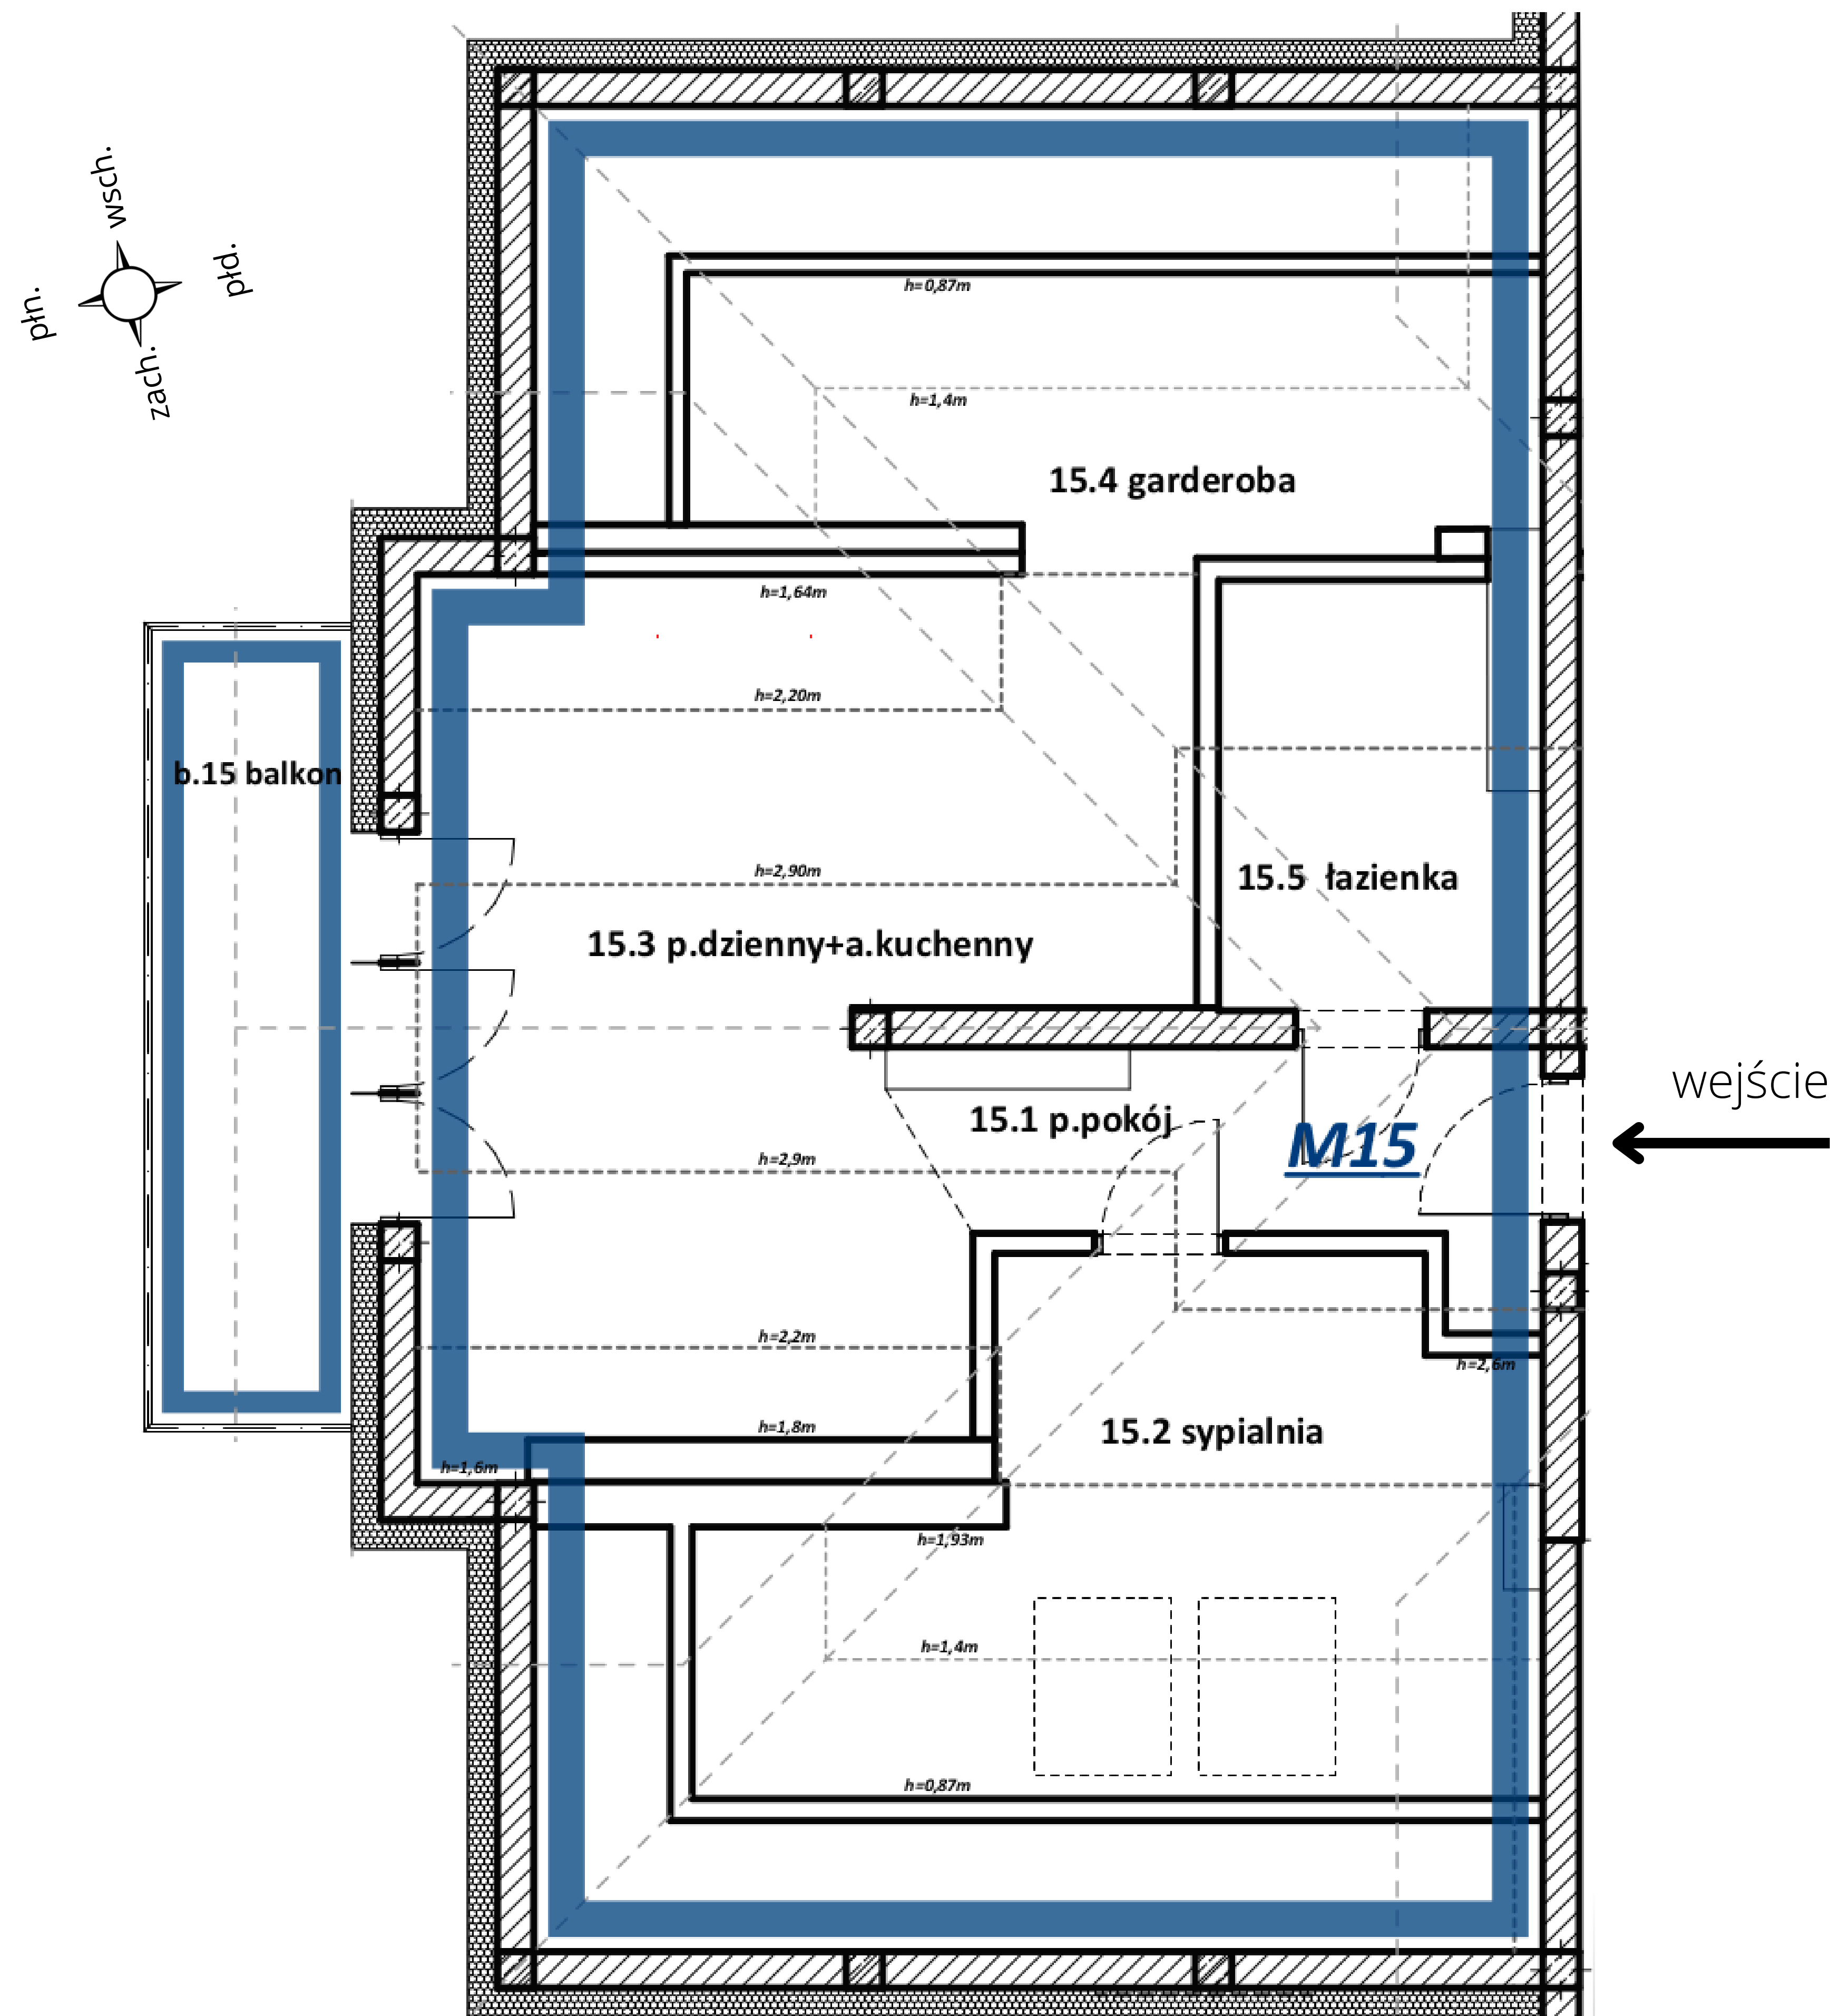 wsch.
płd.
płn.
zach.
h=0,87m
h=1,4m
15.4 garderoba
h=1,64m
h=2,20m
b.15 balkon
h=2,90m
15.5 łazienka
15.3 p.dzienny+a.kuchenny
wejście
15.1 p.pokój
M15
h=2,9m
h=2,2m
h=2,6m
h=1,8m
15.2 sypialnia
h=1,6m
h=1,93m
h=1,4m
h=0,87m